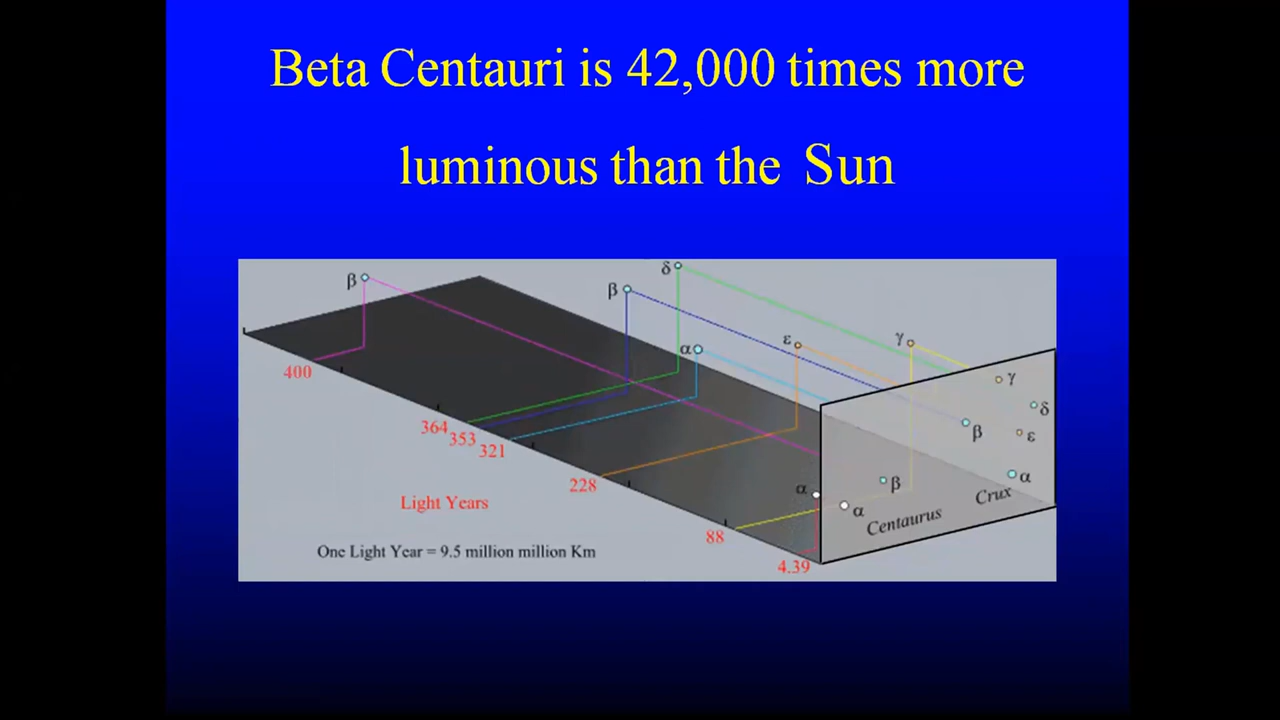 Beta Centauri is 42,000 times more
luminous than the Sun
δ
β
β
γ
ε
α
γ
400
δ
364
353
β
ε
321
α
228
α
β
Crux
Light Years
α
Centaurus
88
One Light Year = 9.5 million million Km
4.39